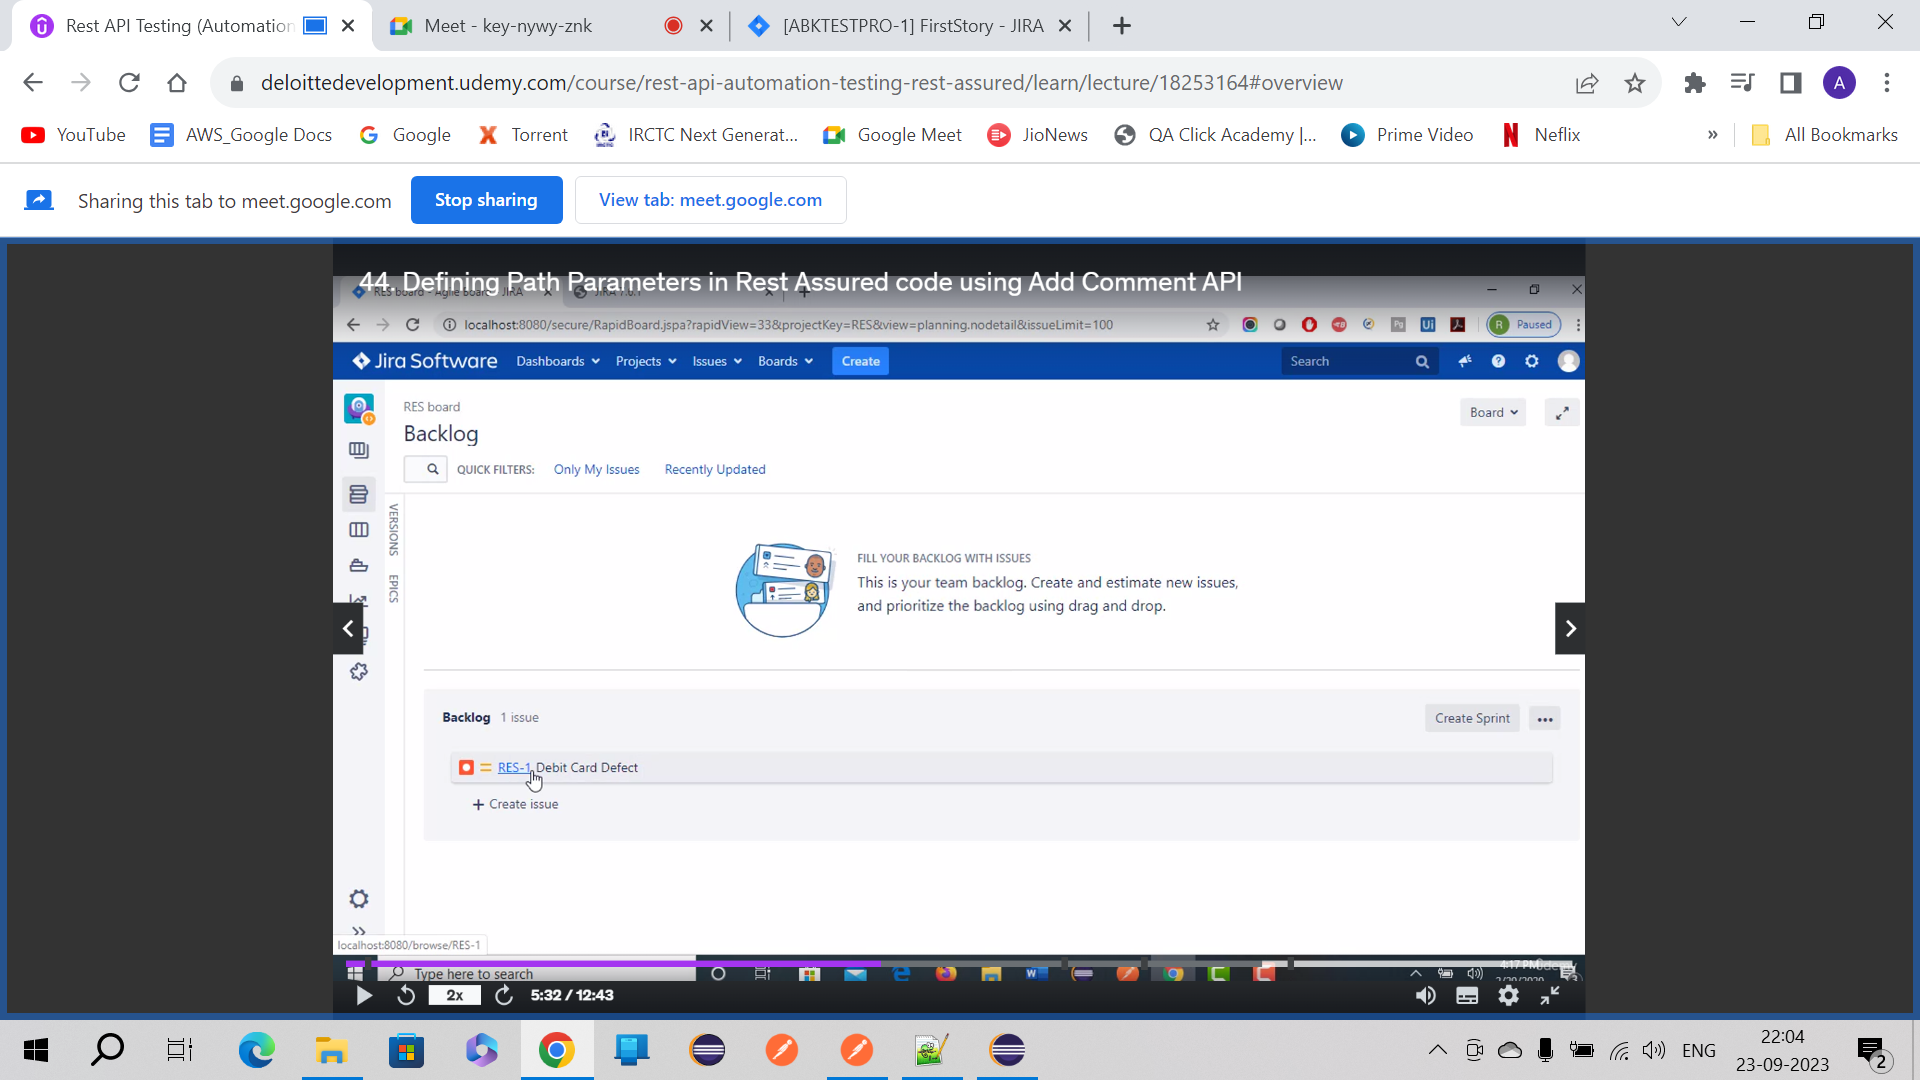 Rest API Testing (Automation
Meet - key-nywy-znk
[ABKTESTPRO-1] FirstStory - JIRA
deloittedevelopment.udemy.com/course/rest-api-automation-testing-rest-assured/learn/lecture/18253164#overview
A
YouTube
AWS_Google Docs
Google
Torrent
IRCTC Next Generat...
Google Meet
JioNews
QA Click Academy |...
Prime Video
Neflix
»
All Bookmarks
Sharing this tab to meet.google.com
Stop sharing
View tab: meet.google.com
44. Defining Path Parameters in Rest Assured code using Add Comment API
localhost:8080/secure/RapidBoard.jspa?rapidView=33&projectKey=RES&view=planning.nodetail&issueLimit=100
R Paused
Jira Software
Dashboards
Projects
Issues
Boards
Create
Search
RES board
Board
Backlog
QUICK FILTERS:
Only My Issues
Recently Updated
VERSIONS
EPICS
FILL YOUR BACKLOG WITH ISSUES
This is your team backlog. Create and estimate new issues,
and prioritize the backlog using drag and drop.
Backlog 1 issue
Create Sprint
RES-1 Debit Card Defect
+ Create issue
localhost:8080/browse/RES-1
Type here to search
2x
5:32 / 12:43
ENG
22:04
23-09-2023
2